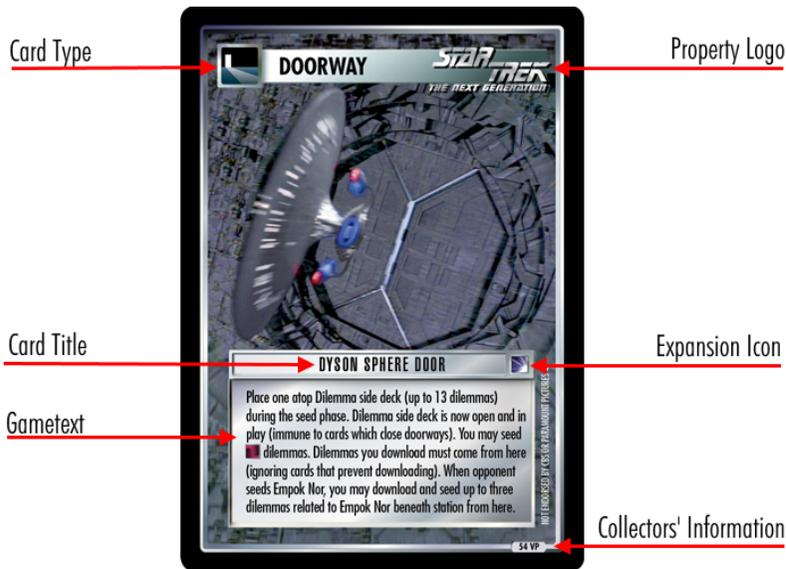 Card Type
Property Logo
DOORWAY
STAR TREK
THE NEXT GENERATION
Card Title
Expansion Icon
DYSON SPHERE DOOR
Gametext
Place one atop Dilemma side deck (up to 13 dilemmas)
during the seed phase. Dilemma side deck is now open and in
play (immune to cards which close doorways). You may seed
dilemmas. Dilemmas you download must come from here
(ignoring cards that prevent downloading). When opponent
seeds Empok Nor, you may download and seed up to three
dilemmas related to Empok Nor beneath station from here.
NOT ENDORSED BY CBS OR PARAMOUNT PICTURES
Collectors' Information
54 VP